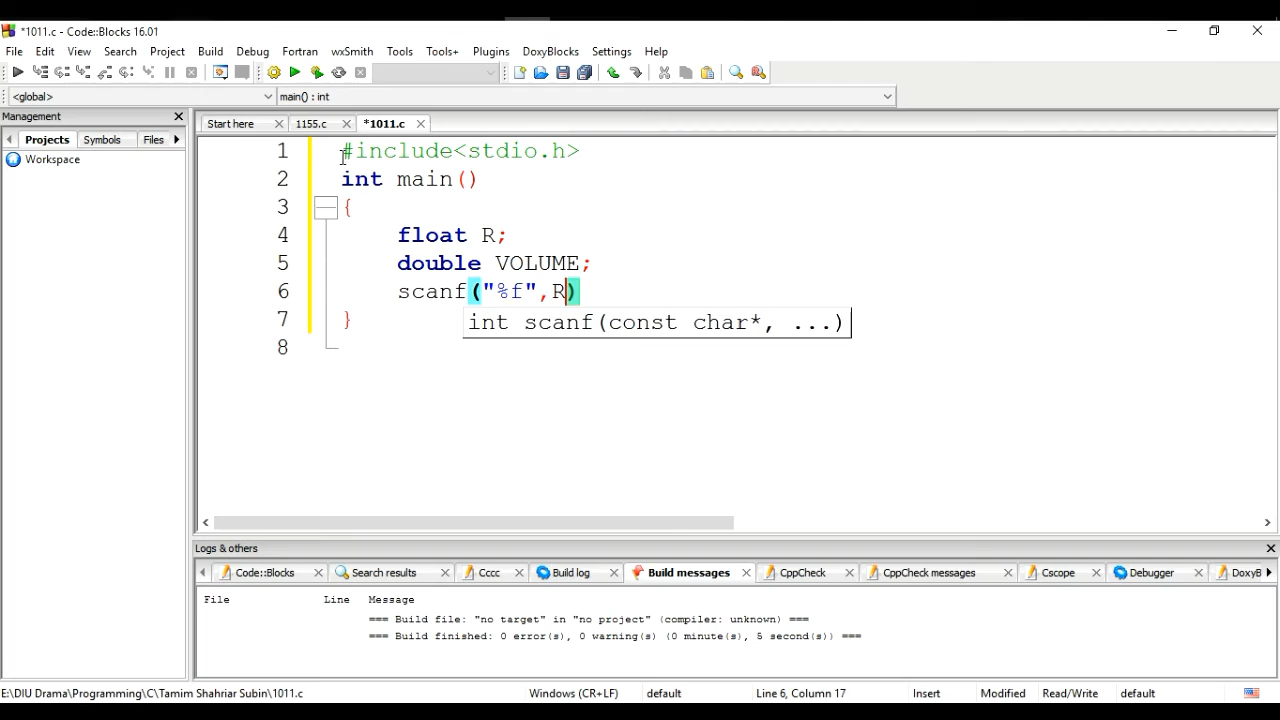 *1011.c - Code::Blocks 16.01
File Edit View Search Project Build Debug Fortran wxSmith Tools Tools+ Plugins DoxyBlocks Settings Help
<global> main() : int
Management
Projects Symbols Files
Workspace
Start here 1155.c *1011.c
1 #include<stdio.h>
2 int main()
3 {
4 float R;
5 double VOLUME;
6 scanf("%f",R)
int scanf(const char*, ...)
7 }
8
Logs & others
Code::Blocks Search results Cccc Build log Build messages CppCheck CppCheck messages Cscope Debugger DoxyB
File Line Message
=== Build file: "no target" in "no project" (compiler: unknown) ===
=== Build finished: 0 error(s), 0 warning(s) (0 minute(s), 5 second(s)) ===
E:\DIU Drama\Programming\C\Tamim Shahriar Subin\1011.c Windows (CR+LF) default Line 6, Column 17 Insert Modified Read/Write default